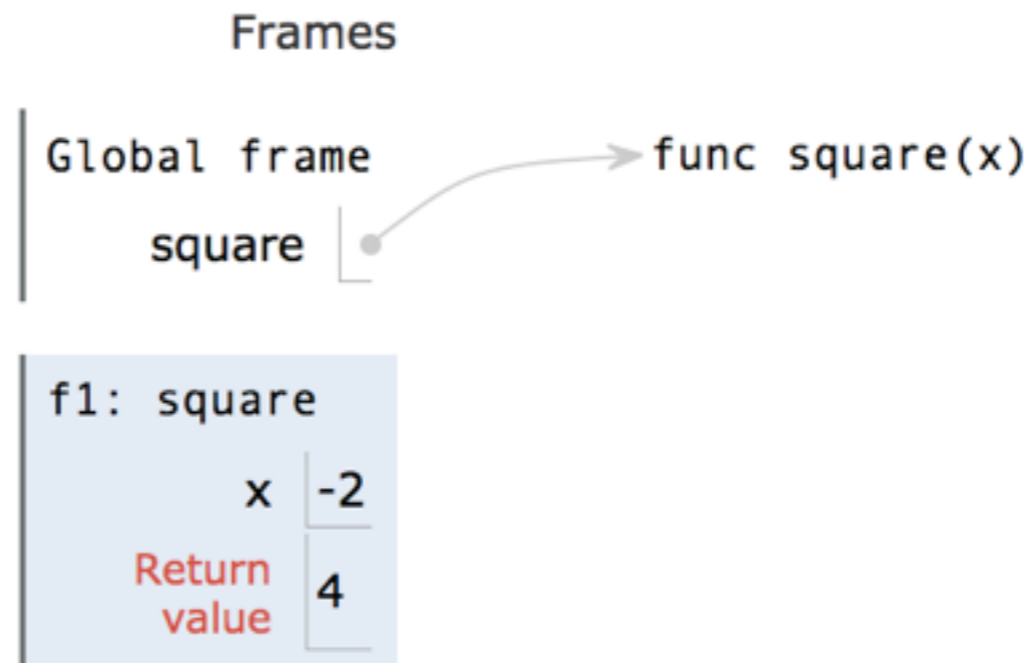 Frames
Global frame
func square(x)
square
f1: square
x -2
Return
value 4